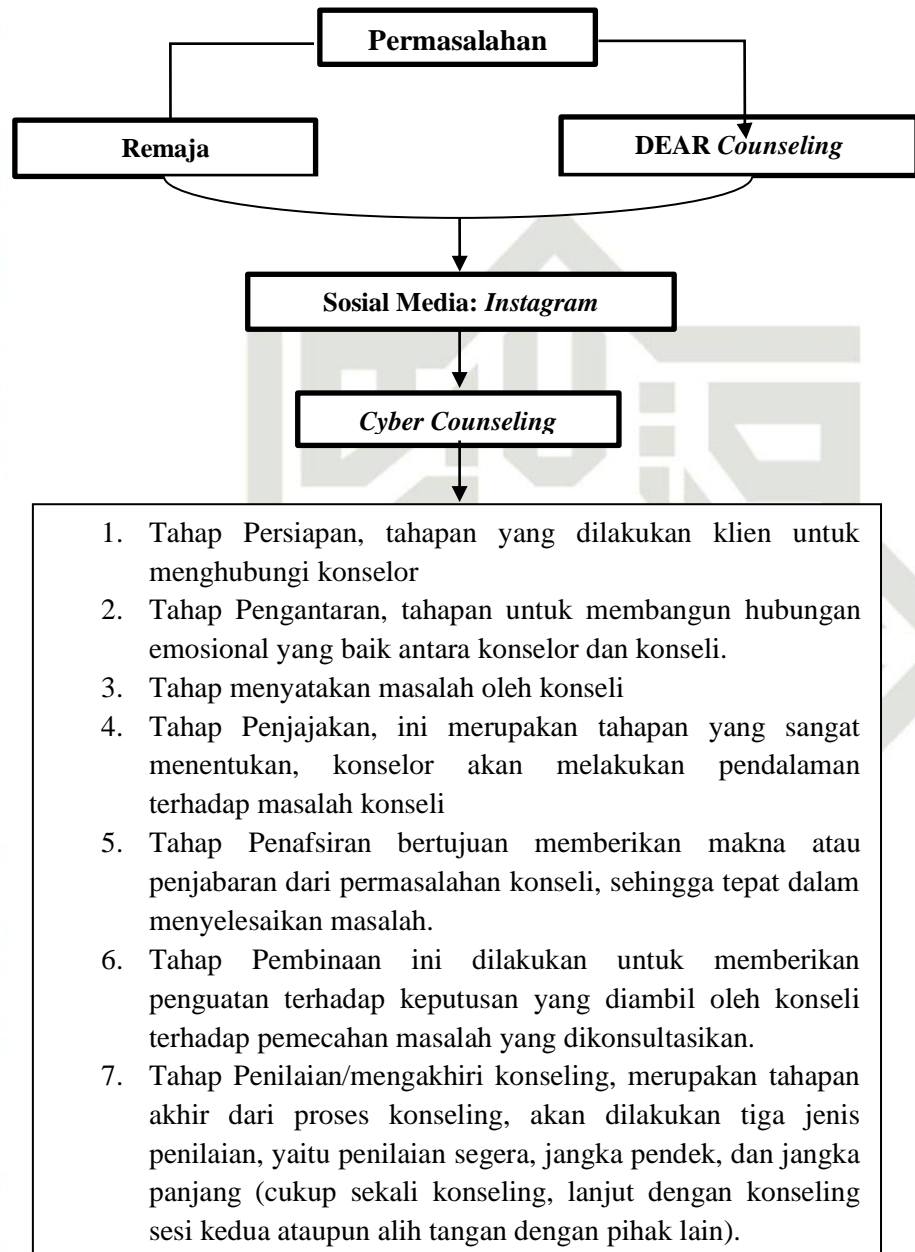 Permasalahan
Remaja
DEAR Counseling
Sosial Media: Instagram
Cyber Counseling
1. Tahap Persiapan, tahapan yang dilakukan klien untuk
menghubungi konselor
2. Tahap Pengantaran, tahapan untuk membangun hubungan
emosional yang baik antara konselor dan konseli.
3. Tahap menyatakan masalah oleh konseli
4. Tahap Penjajakan, ini merupakan tahapan yang sangat
menentukan, konselor akan melakukan pendalaman
terhadap masalah konseli
5. Tahap Penafsiran bertujuan memberikan makna atau
penjabaran dari permasalahan konseli, sehingga tepat dalam
menyelesaikan masalah.
6. Tahap Pembinaan ini dilakukan untuk memberikan
penguatan terhadap keputusan yang diambil oleh konseli
terhadap pemecahan masalah yang dikonsultasikan.
7. Tahap Penilaian/mengakhiri konseling, merupakan tahapan
akhir dari proses konseling, akan dilakukan tiga jenis
penilaian, yaitu penilaian segera, jangka pendek, dan jangka
panjang (cukup sekali konseling, lanjut dengan konseling
sesi kedua ataupun alih tangan dengan pihak lain).